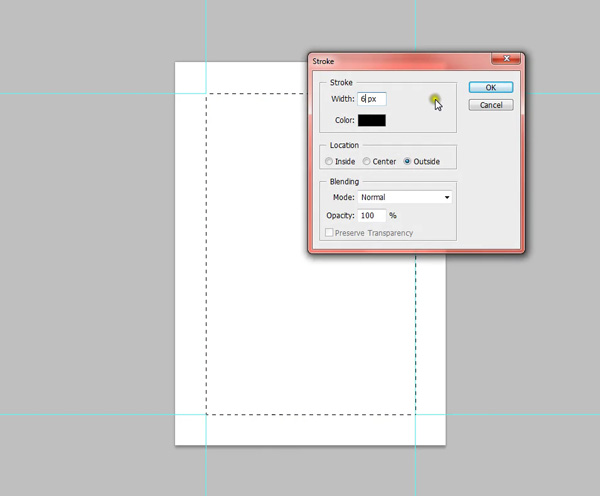 Stroke
Stroke
OK
Width: 6 px
Cancel
Color:
Location
Inside Center Outside
Blending
Mode: Normal
Opacity: 100 %
Preserve Transparency